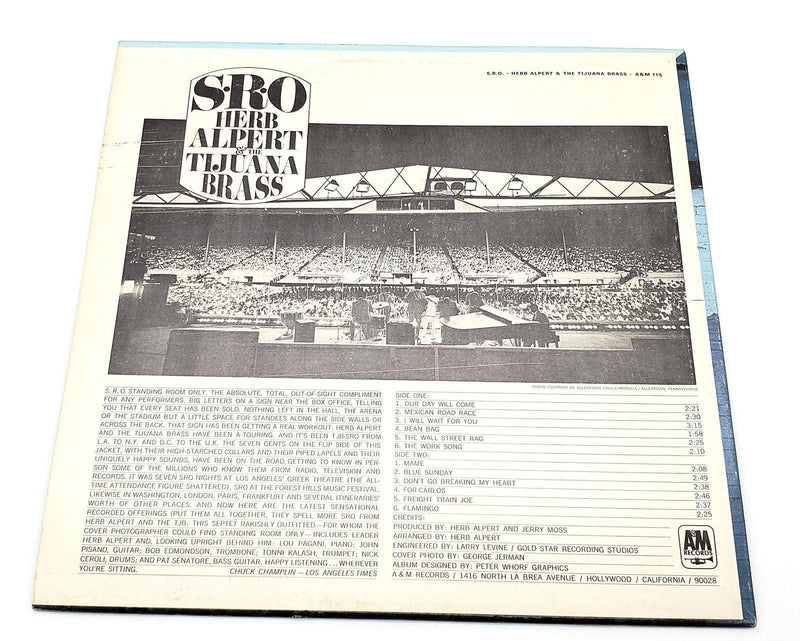 S.R.O. - HERB ALPERT & THE TIJUANA BRASS - A&M 115
S·R·O
HERB
ALPERT
& THE
TIJUANA
BRASS
PHOTO COURTESY OF ALLENTOWN CALL-CHRONICLE / ALLENTOWN, PENNSYLVANIA
S.R.O. STANDING ROOM ONLY. THE ABSOLUTE, TOTAL, OUT-OF-SIGHT COMPLIMENT
FOR ANY PERFORMERS. BIG LETTERS ON A SIGN NEAR THE BOX OFFICE, TELLING
YOU THAT EVERY SEAT HAS BEEN SOLD. NOTHING LEFT IN THE HALL, THE ARENA
OR THE STADIUM BUT A LITTLE SPACE FOR STANDEES ALONG THE SIDE WALLS OR
ACROSS THE BACK. THAT SIGN HAS BEEN GETTING A REAL WORKOUT. HERB ALPERT
AND THE TIJUANA BRASS HAVE BEEN A-TOURING. AND IT'S BEEN TJB-SRO FROM
L.A. TO N.Y. AND D.C. TO THE U.K. THE SEVEN GENTS ON THE FLIP SIDE OF THIS
JACKET, WITH THEIR HIGH-STARCHED COLLARS AND THEIR PIPED LAPELS AND THEIR
UNIQUELY HAPPY SOUNDS, HAVE BEEN ON THE ROAD, GETTING TO KNOW IN PER-
SON SOME OF THE MILLIONS WHO KNOW THEM FROM RADIO, TELEVISION AND
RECORDS. IT WAS SEVEN SRO NIGHTS AT LOS ANGELES' GREEK THEATRE (THE ALL-
TIME ATTENDANCE FIGURE SHATTERED), SRO AT THE FOREST HILLS MUSIC FESTIVAL.
LIKEWISE IN WASHINGTON, LONDON, PARIS, FRANKFURT AND SEVERAL ITINERARIES'
WORTH OF OTHER PLACES. AND NOW HERE ARE THE LATEST SENSATIONAL
RECORDED OFFERINGS (PUT THEM ALL TOGETHER, THEY SPELL MORE SRO FROM
HERB ALPERT AND THE TJB. THIS SEPTET RAKISHLY OUTFITTED—FOR WHOM THE
COVER PHOTOGRAPHER COULD FIND STANDING ROOM ONLY—INCLUDES LEADER
HERB ALPERT AND, LOOKING UPRIGHT BEHIND HIM: LOU PAGANI, PIANO; JOHN
PISANO, GUITAR; BOB EDMONDSON, TROMBONE; TONNI KALASH, TRUMPET; NICK
CEROLI, DRUMS; AND PAT SENATORE, BASS GUITAR. HAPPY LISTENING... WHEREVER
YOU'RE SITTING.
CHUCK CHAMPLIN—LOS ANGELES TIMES
SIDE ONE:
1. OUR DAY WILL COME 2:21
2. MEXICAN ROAD RACE 2:30
3. I WILL WAIT FOR YOU 3:15
4. BEAN BAG 1:58
5. THE WALL STREET RAG 2:25
6. THE WORK SONG 2:10
SIDE TWO:
1. MAME 2:08
2. BLUE SUNDAY 2:49
3. DON'T GO BREAKING MY HEART 2:38
4. FOR CARLOS 2:46
5. FREIGHT TRAIN JOE 2:37
6. FLAMINGO 2:25
CREDITS:
PRODUCED BY: HERB ALPERT AND JERRY MOSS
ARRANGED BY: HERB ALPERT
ENGINEERED BY: LARRY LEVINE / GOLD STAR RECORDING STUDIOS
COVER PHOTO BY: GEORGE JERMAN
ALBUM DESIGNED BY: PETER WHORF GRAPHICS
A & M RECORDS / 1416 NORTH LA BREA AVENUE / HOLLYWOOD / CALIFORNIA / 90028
A&M
RECORDS